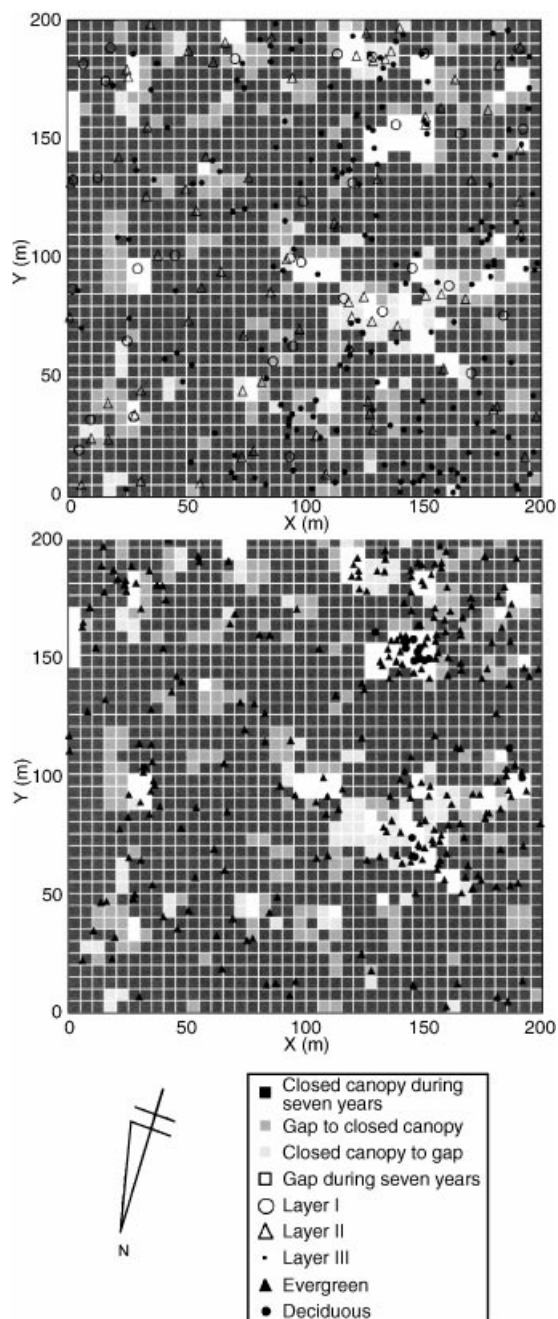 200
150
Y (m)
100
50
0
0 50 100 150 200
X (m)
200
150
Y (m)
100
50
0
0 50 100 150 200
X (m)
N
Closed canopy during
seven years
Gap to closed canopy
Closed canopy to gap
Gap during seven years
Layer I
Layer II
Layer III
Evergreen
Deciduous